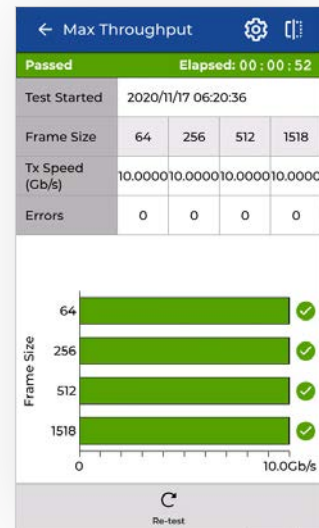 Max Throughput
Passed Elapsed: 00 : 00 : 52
Test Started 2020/11/17 06:20:36
Frame Size 64 256 512 1518
Tx Speed (Gb/s) 10.0000 10.0000 10.0000 10.0000
Errors 0 0 0 0
Frame Size
64
256
512
1518
0 10.0Gb/s
Re-test